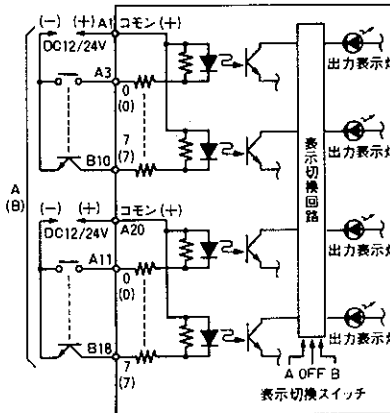 (-) (+) A1 コモン(+)
DC12/24V
A3
0
(0)
7
B10 (7)
A
(B)
(-) (+) コモン(+)
DC12/24V A20
A11
0
(0)
B18
7
(7)
表示切換回路
出力表示灯
出力表示灯
出力表示灯
出力表示灯
A OFF B
表示切換スイッチ